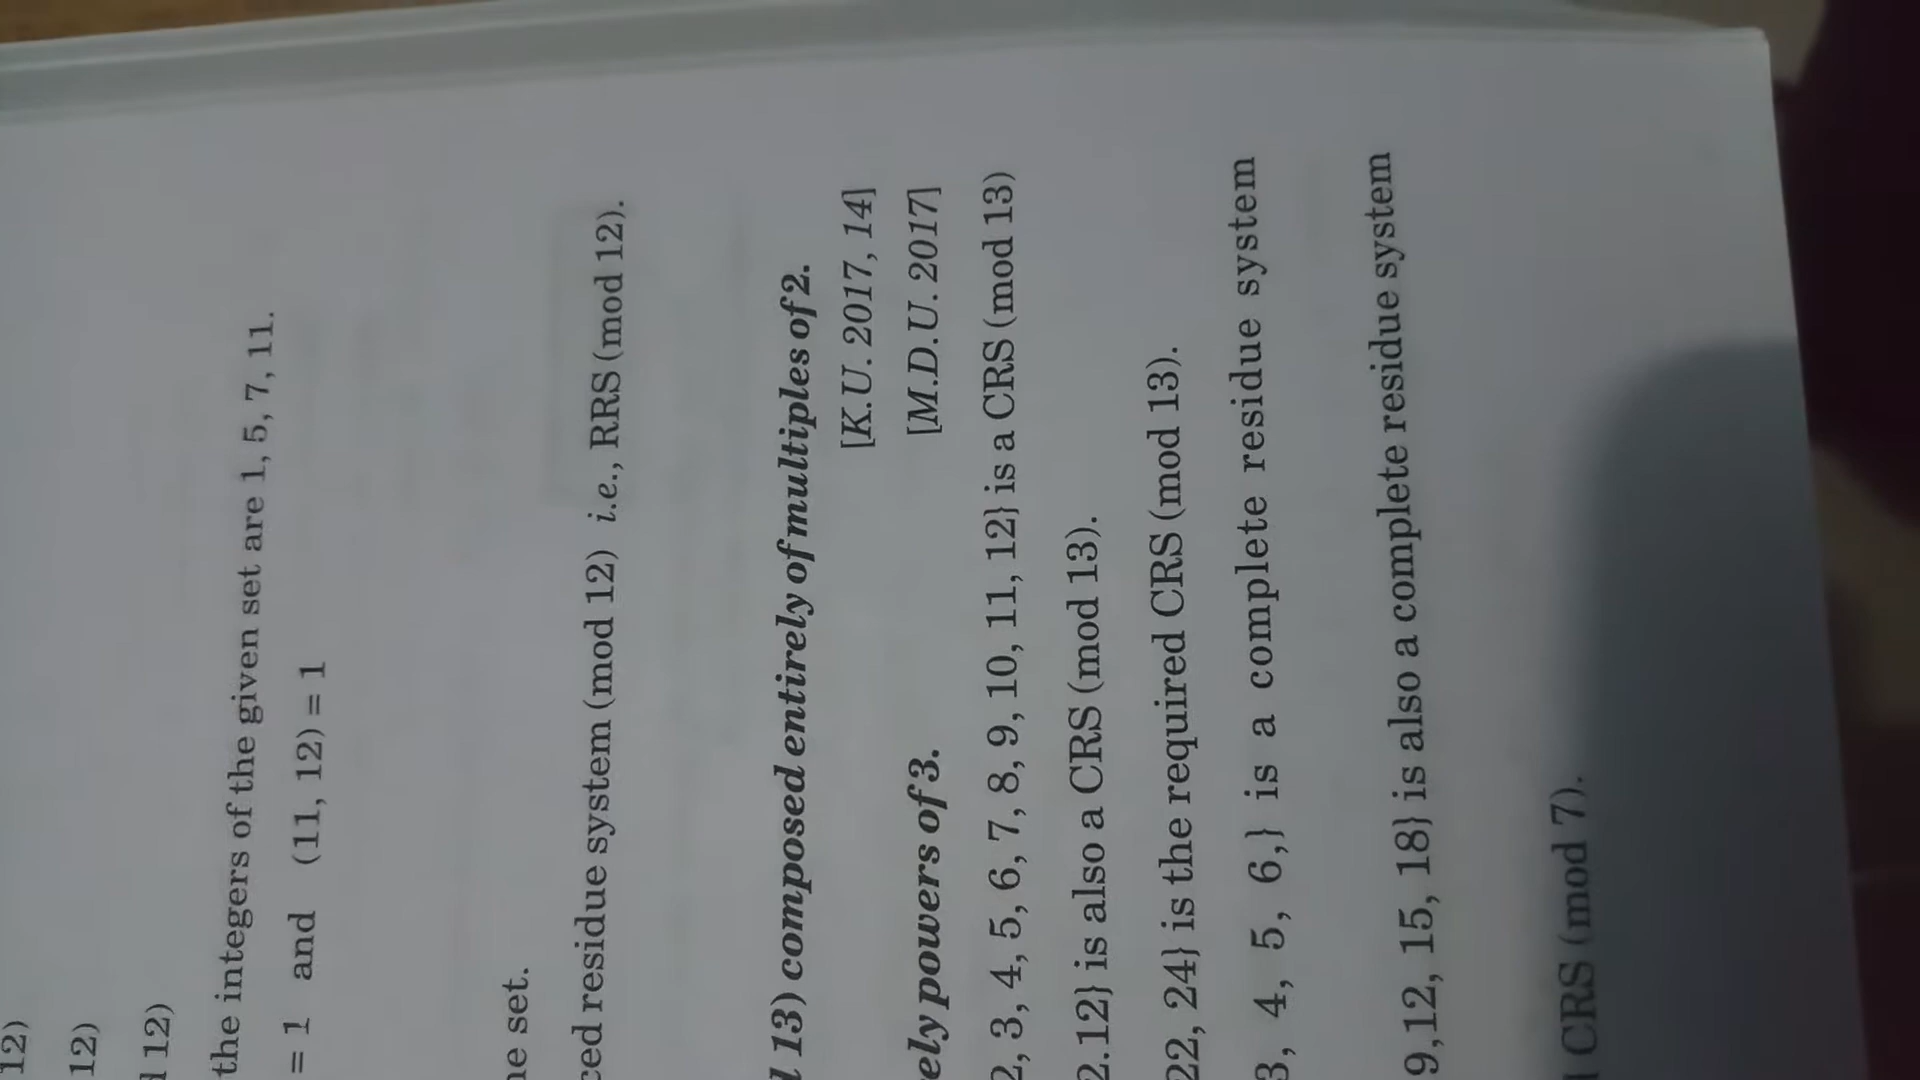 12)
12)
12)
the integers of the given set are 1, 5, 7, 11.
= 1 and (11, 12) = 1
set.
residue system (mod 12) i.e., RRS (mod 12).
13) composed entirely of multiples of 2.
[K.U. 2017, 14]
powers of 3.
[M.D.U. 2017]
2, 3, 4, 5, 6, 7, 8, 9, 10, 11, 12} is a CRS (mod 13)
2.12} is also a CRS (mod 13).
22, 24} is the required CRS (mod 13).
3, 4, 5, 6,} is a complete residue system
9,12, 15, 18} is also a complete residue system
CRS (mod 7).